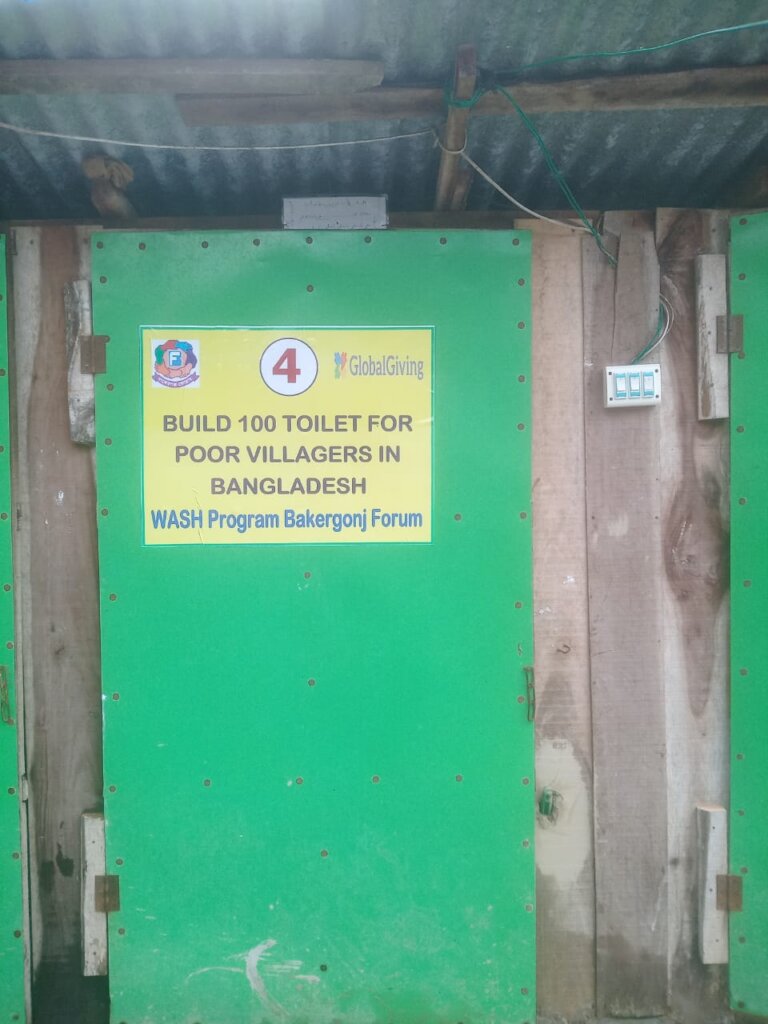 4
GlobalGiving
BUILD 100 TOILET FOR
POOR VILLAGERS IN
BANGLADESH
WASH Program Bakergonj Forum